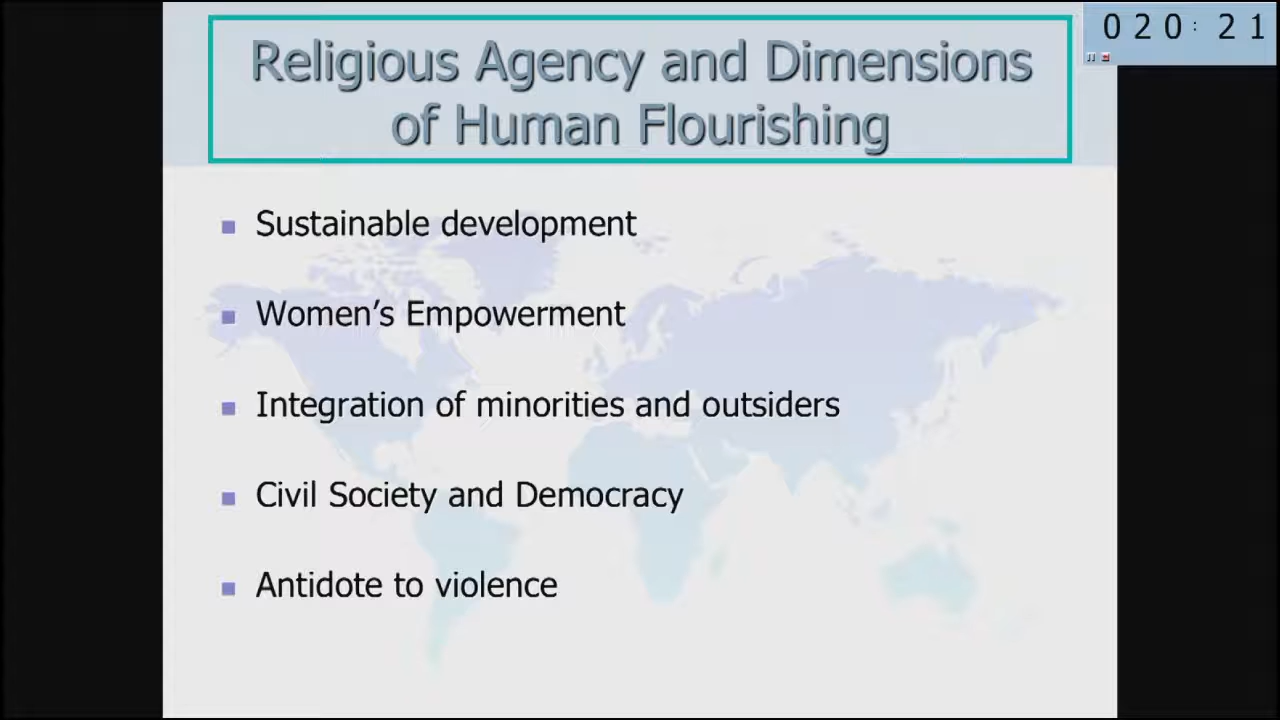 020:21
Religious Agency and Dimensions
of Human Flourishing
Sustainable development
Women’s Empowerment
Integration of minorities and outsiders
Civil Society and Democracy
Antidote to violence